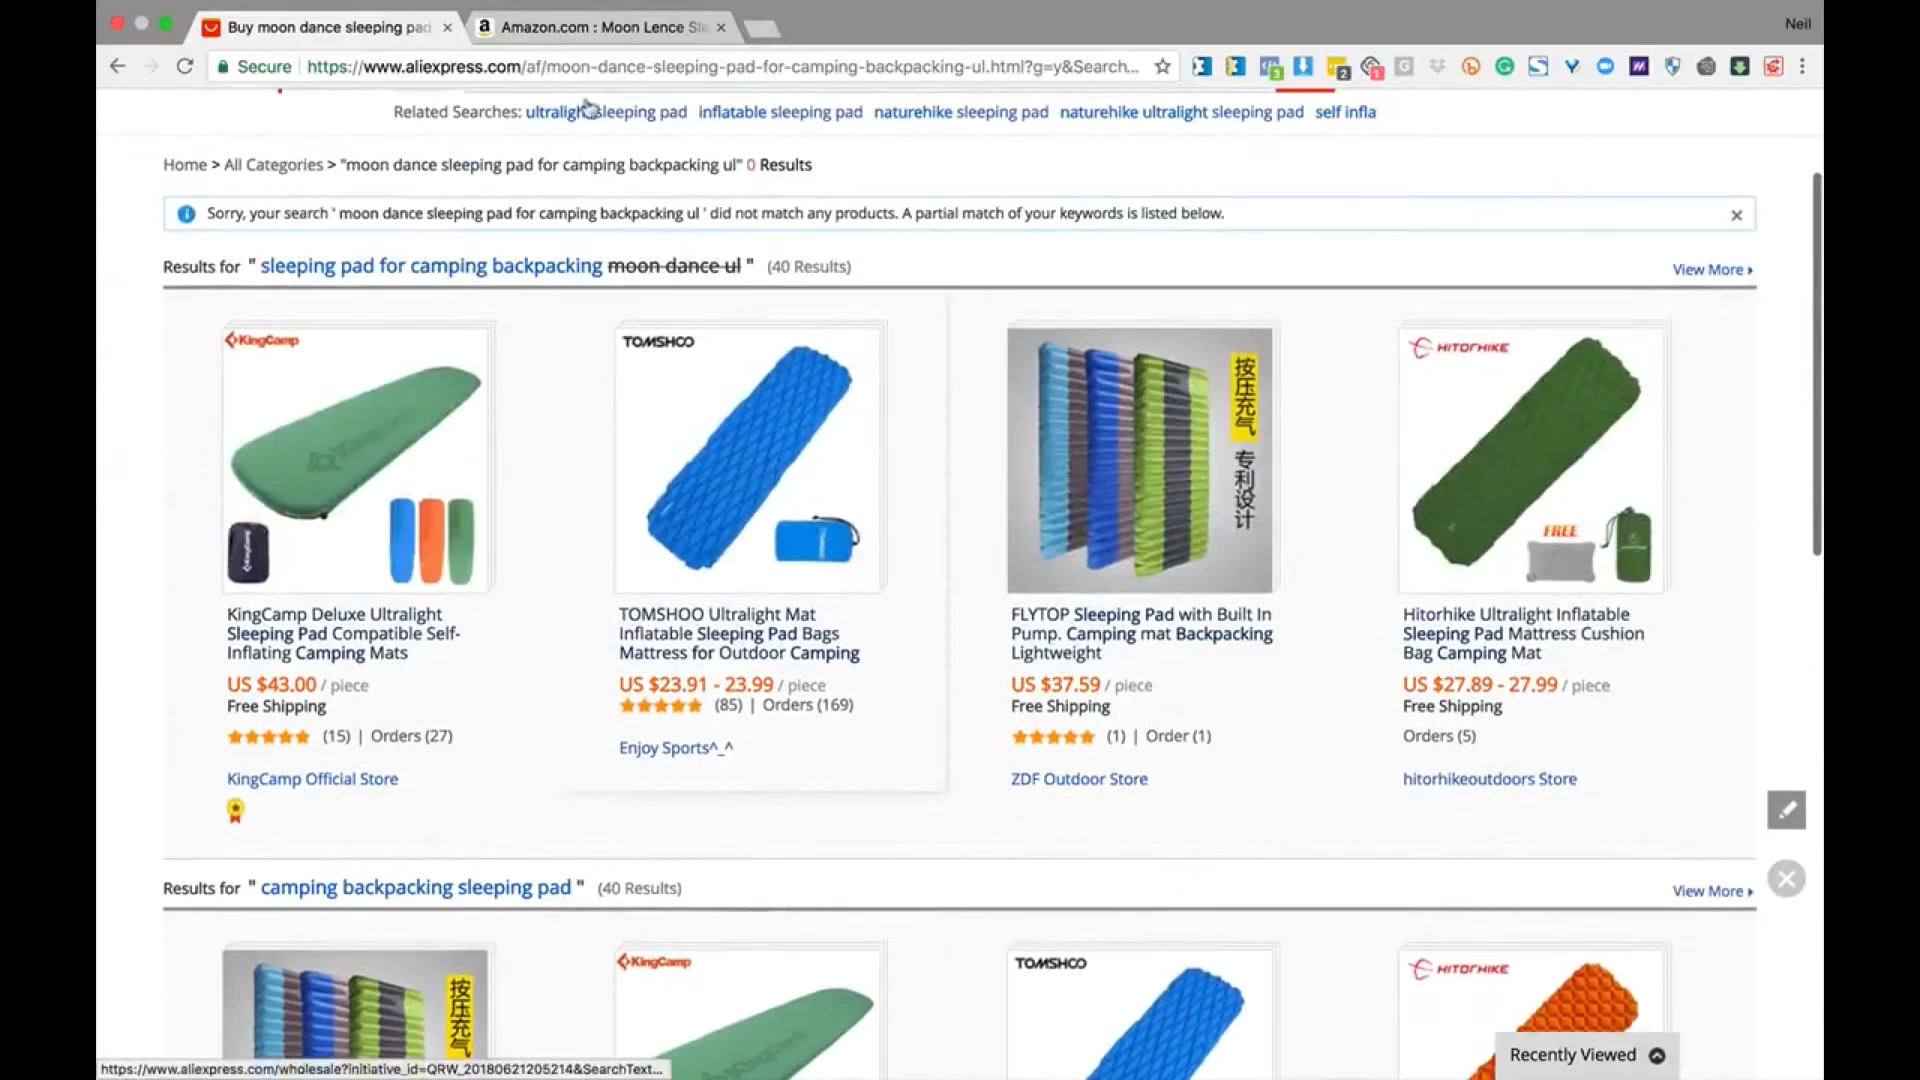 Buy moon dance sleeping pad
Amazon.com : Moon Lence Sle
Neil
Secure https://www.aliexpress.com/af/moon-dance-sleeping-pad-for-camping-backpacking-ul.html?g=y&Search...
Related Searches: ultralight sleeping pad inflatable sleeping pad naturehike sleeping pad naturehike ultralight sleeping pad self infla
Home > All Categories > "moon dance sleeping pad for camping backpacking ul" 0 Results
Sorry, your search ' moon dance sleeping pad for camping backpacking ul ' did not match any products. A partial match of your keywords is listed below.
Results for " sleeping pad for camping backpacking moon dance ul " (40 Results)
View More
KingCamp
TOMSHOO
按压充气
专利设计
HITORHIKE
FREE
KingCamp Deluxe Ultralight
Sleeping Pad Compatible Self-
Inflating Camping Mats
US $43.00 / piece
Free Shipping
(15) | Orders (27)
KingCamp Official Store
TOMSHOO Ultralight Mat
Inflatable Sleeping Pad Bags
Mattress for Outdoor Camping
US $23.91 - 23.99 / piece
(85) | Orders (169)
Enjoy Sports^_^
FLYTOP Sleeping Pad with Built In
Pump. Camping mat Backpacking
Lightweight
US $37.59 / piece
Free Shipping
(1) | Order (1)
ZDF Outdoor Store
Hitorhike Ultralight Inflatable
Sleeping Pad Mattress Cushion
Bag Camping Mat
US $27.89 - 27.99 / piece
Free Shipping
Orders (5)
hitorhikeoutdoors Store
Results for " camping backpacking sleeping pad " (40 Results)
View More
按压充气
KingCamp
TOMSHOO
HITORHIKE
Recently Viewed
https://www.aliexpress.com/wholesale?initiative_id=QRW_20180621205214&SearchText...